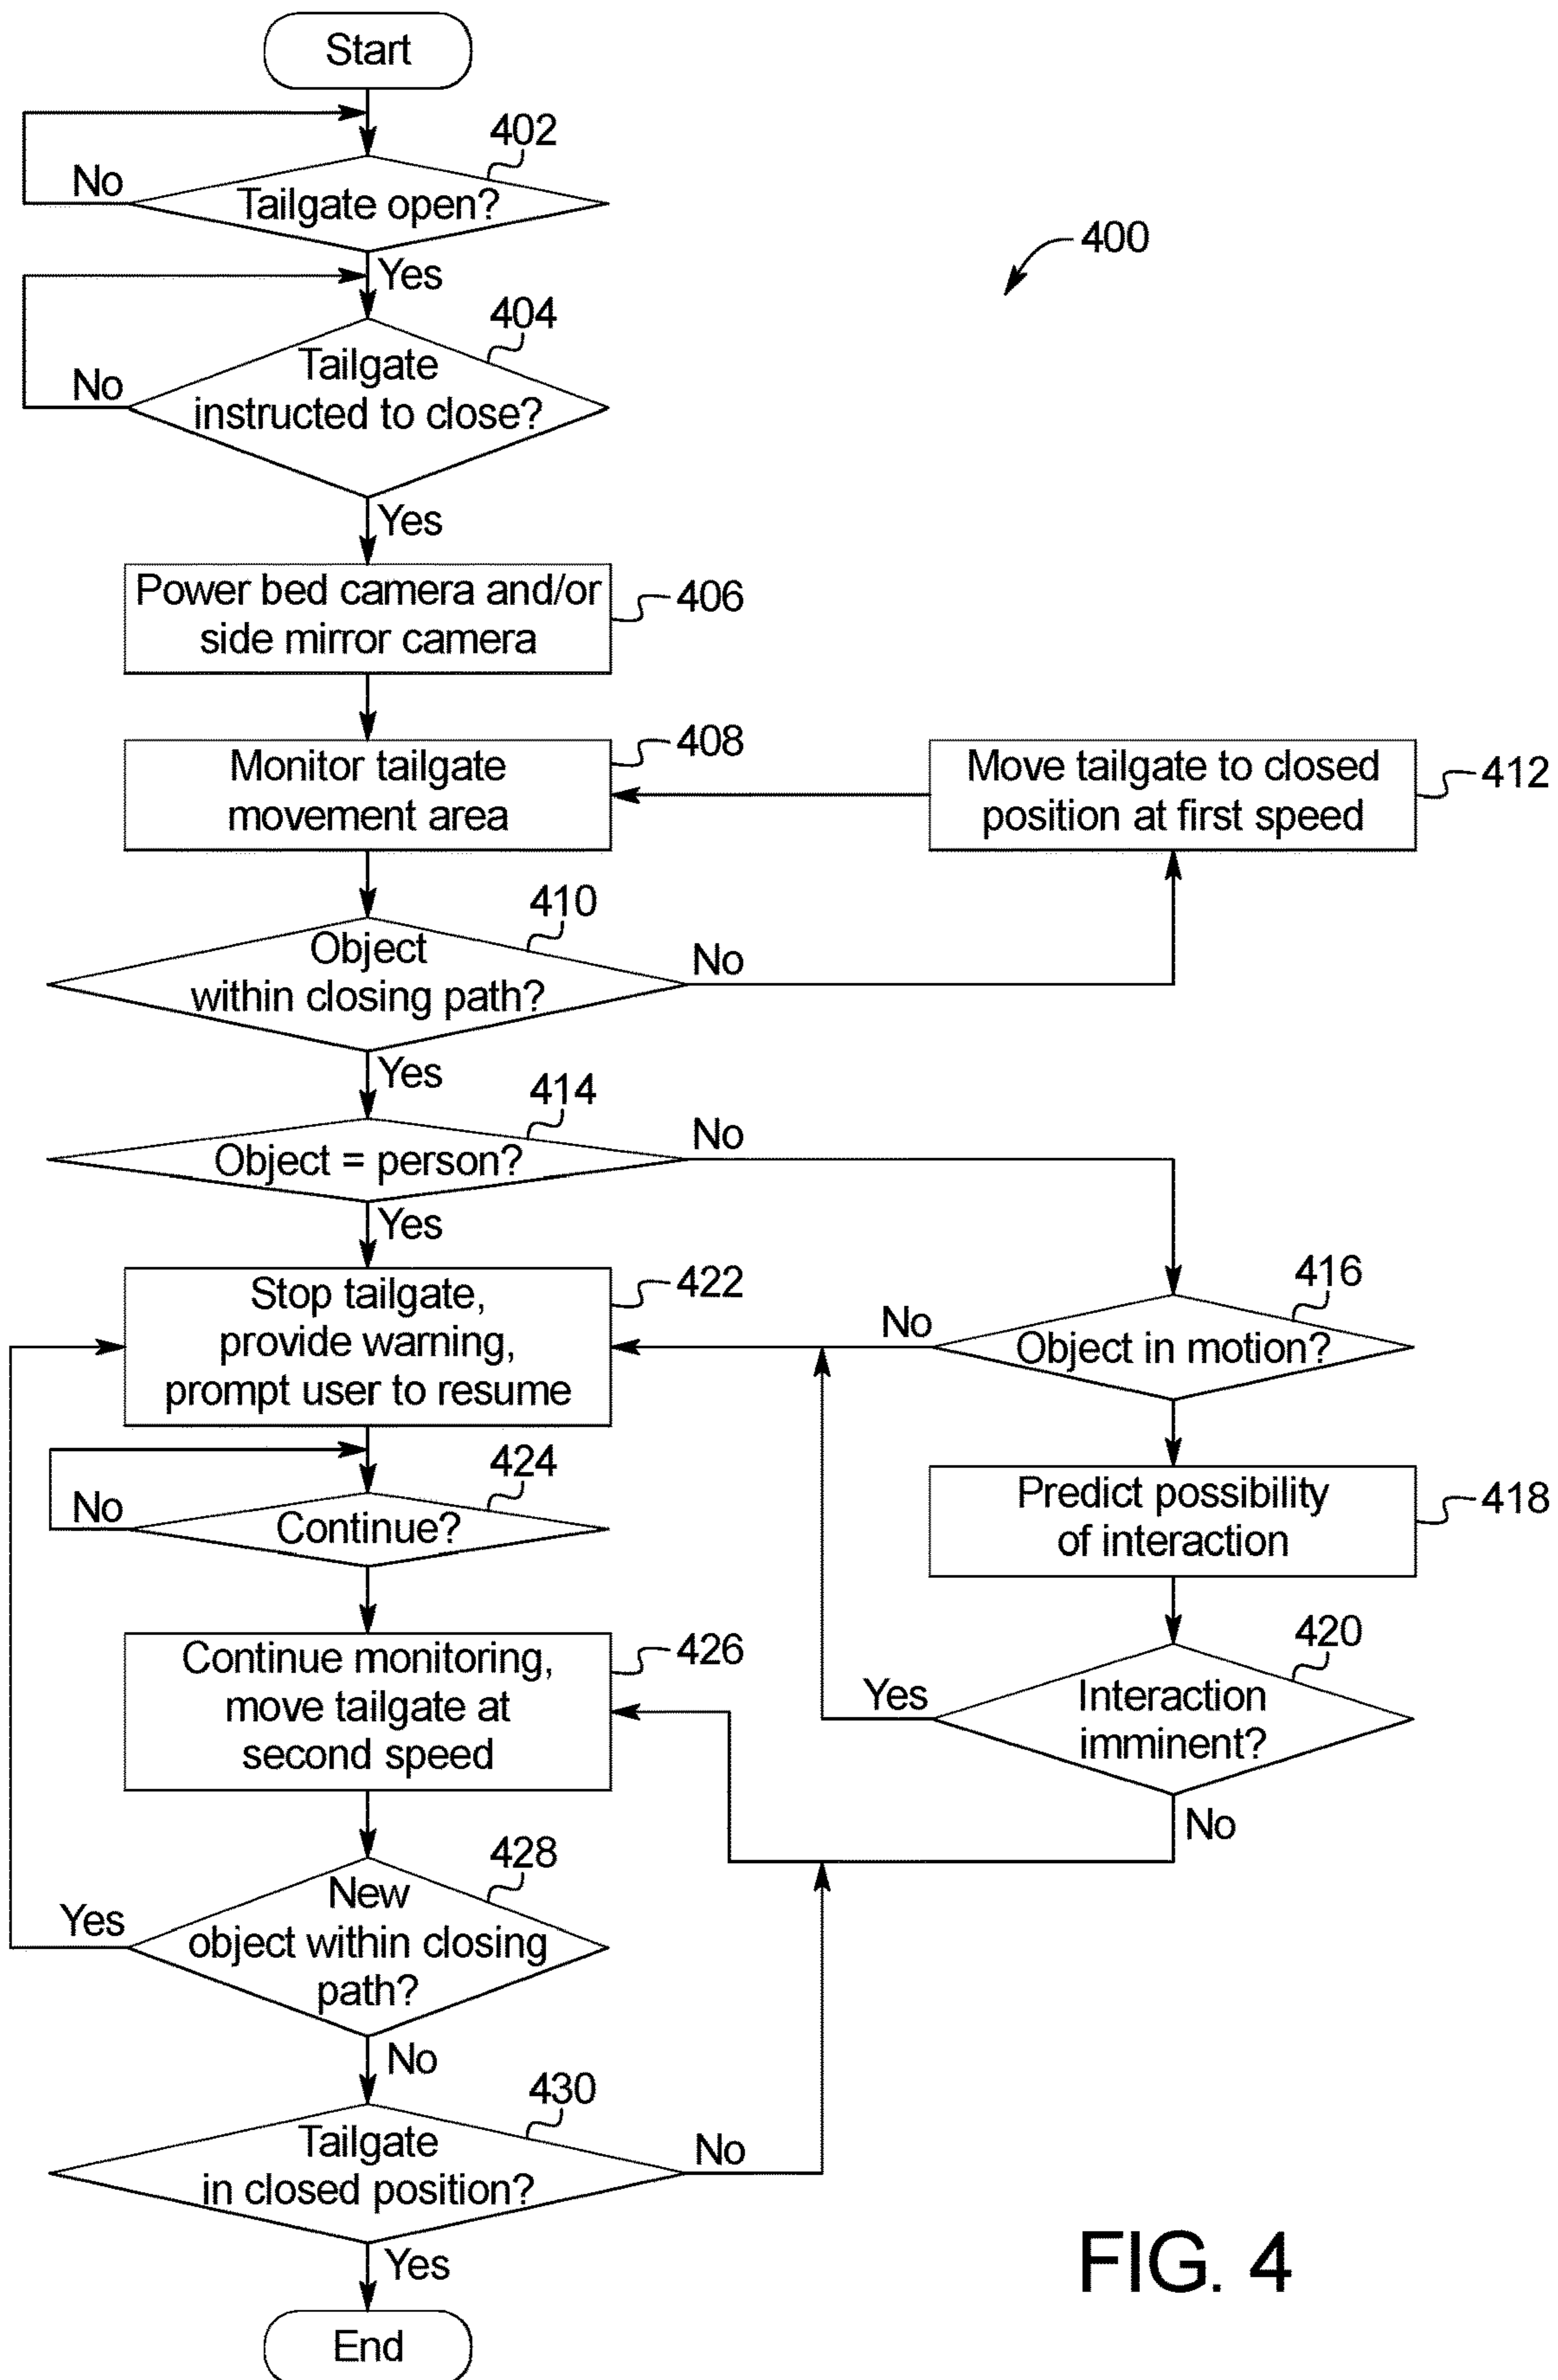 Start
402
No
Tailgate open?
400
Yes
404
Tailgate
No
instructed to close?
Yes
Power bed camera and/or
side mirror camera
406
Monitor tailgate
movement area
408
Move tailgate to closed
position at first speed
412
410
Object
within closing path?
No
Yes
414
Object = person?
No
Yes
Stop tailgate,
provide warning,
prompt user to resume
422
416
No
Object in motion?
424
No
Continue?
Predict possibility
of interaction
418
Continue monitoring,
move tailgate at
second speed
426
420
Yes
Interaction
imminent?
No
428
New
Yes
object within closing
path?
No
430
Tailgate
in closed position?
No
Yes
End
FIG. 4